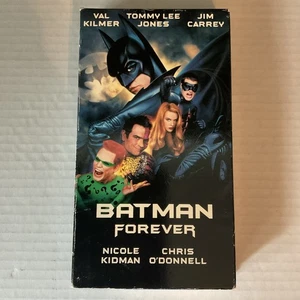 VAL TOMMY LEE JIM
KILMER JONES CARREY
BATMAN
FOREVER
NICOLE CHRIS
KIDMAN O'DONNELL